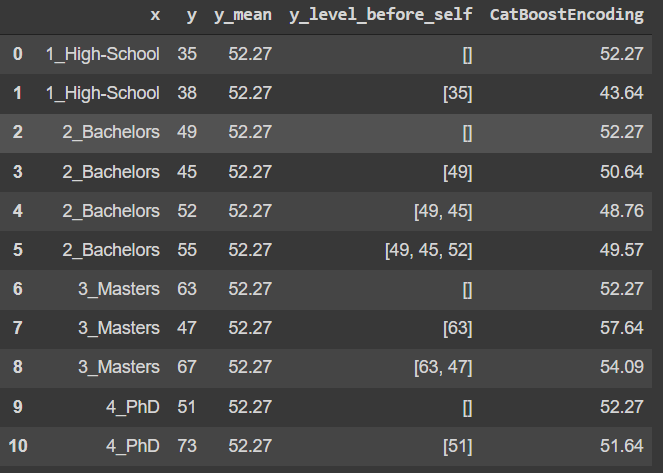 x y y_mean y_level_before_self CatBoostEncoding
0 1_High-School 35 52.27 [] 52.27
1 1_High-School 38 52.27 [35] 43.64
2 2_Bachelors 49 52.27 [] 52.27
3 2_Bachelors 45 52.27 [49] 50.64
4 2_Bachelors 52 52.27 [49, 45] 48.76
5 2_Bachelors 55 52.27 [49, 45, 52] 49.57
6 3_Masters 63 52.27 [] 52.27
7 3_Masters 47 52.27 [63] 57.64
8 3_Masters 67 52.27 [63, 47] 54.09
9 4_PhD 51 52.27 [] 52.27
10 4_PhD 73 52.27 [51] 51.64